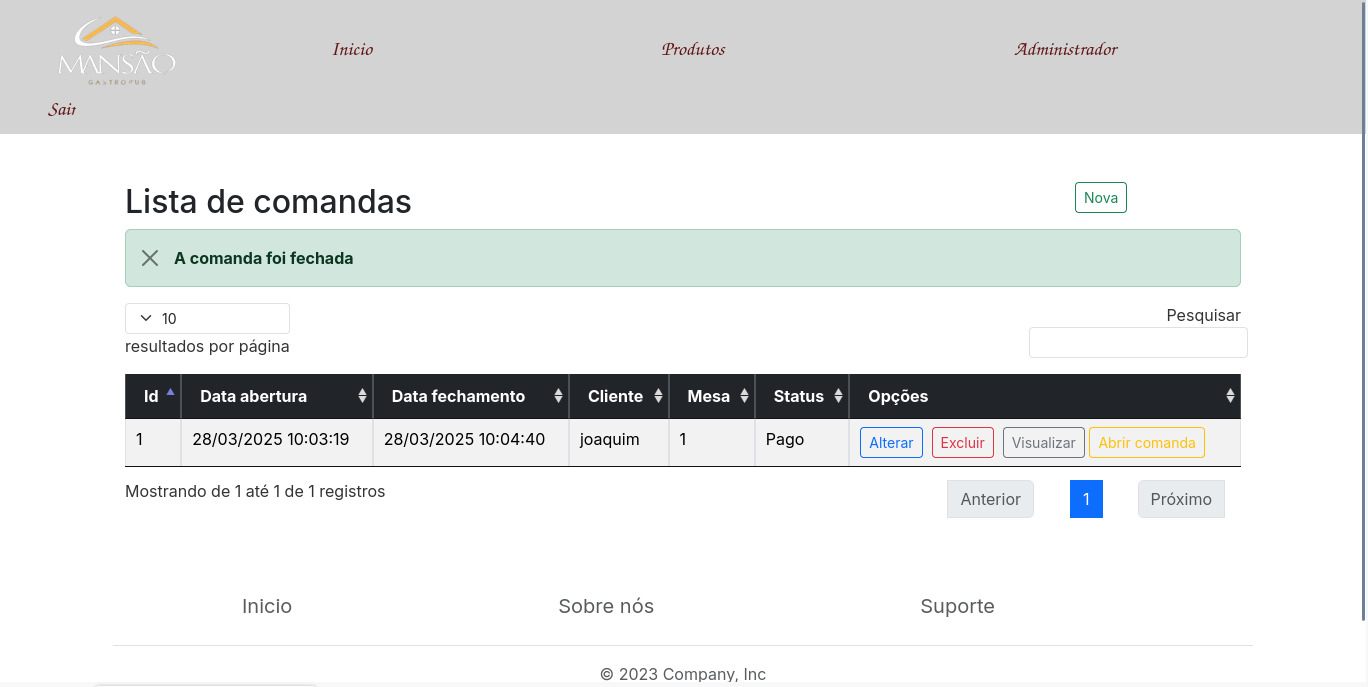 MANSÃO
GASTROPUB
Inicio
Produtos
Administrador
Sair
Lista de comandas
Nova
A comanda foi fechada
10
resultados por página
Pesquisar
Id Data abertura Data fechamento Cliente Mesa Status Opções
1 28/03/2025 10:03:19 28/03/2025 10:04:40 joaquim 1 Pago Alterar Excluir Visualizar Abrir comanda
Mostrando de 1 até 1 de 1 registros
Anterior 1 Próximo
Inicio Sobre nós Suporte
© 2023 Company, Inc